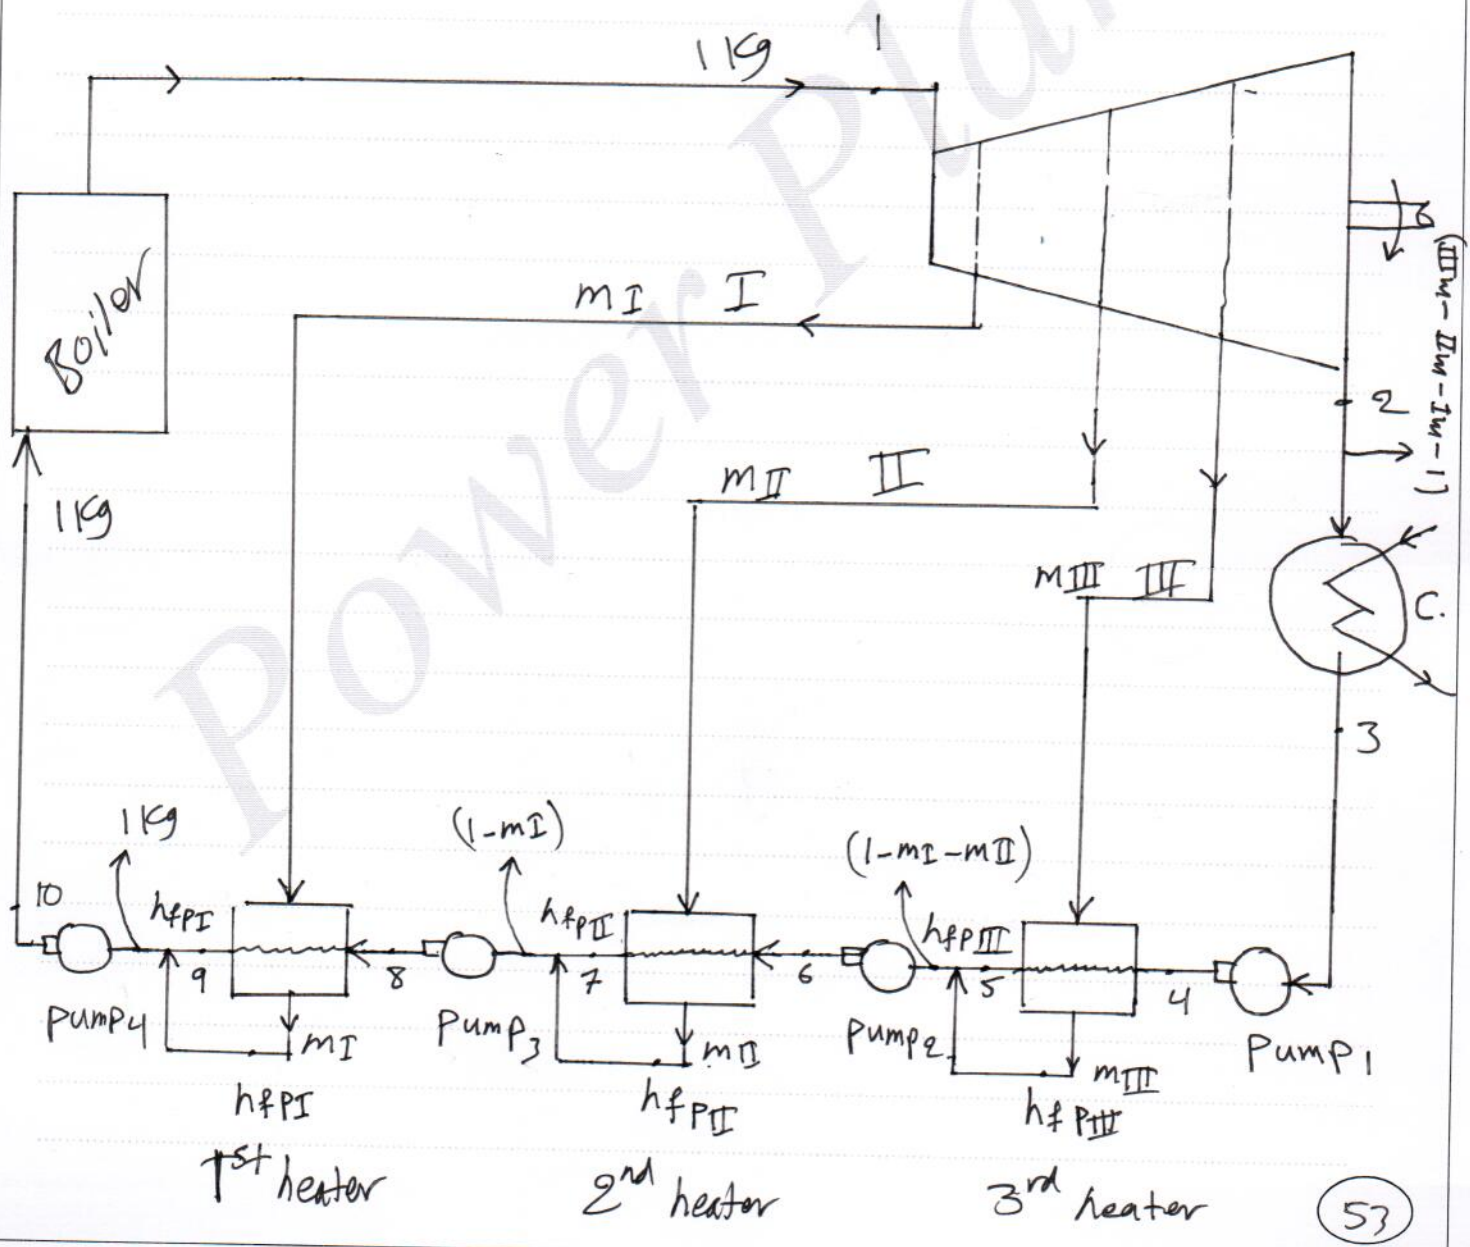 Power Pla
1 Kg
1
Boiler
mI I
(1-mI-mII-mIII)
2
mII II
1 Kg
mIII III
C.
3
1 Kg
(1-mI)
(1-mI-mII)
10
hfpI
hfpII
hfpIII
9
8
7
6
5
4
pump4
mI
pump3
mII
pump2
mIII
pump1
hfpI
hfpII
hfpIII
1st heater
2nd heater
3rd heater
53